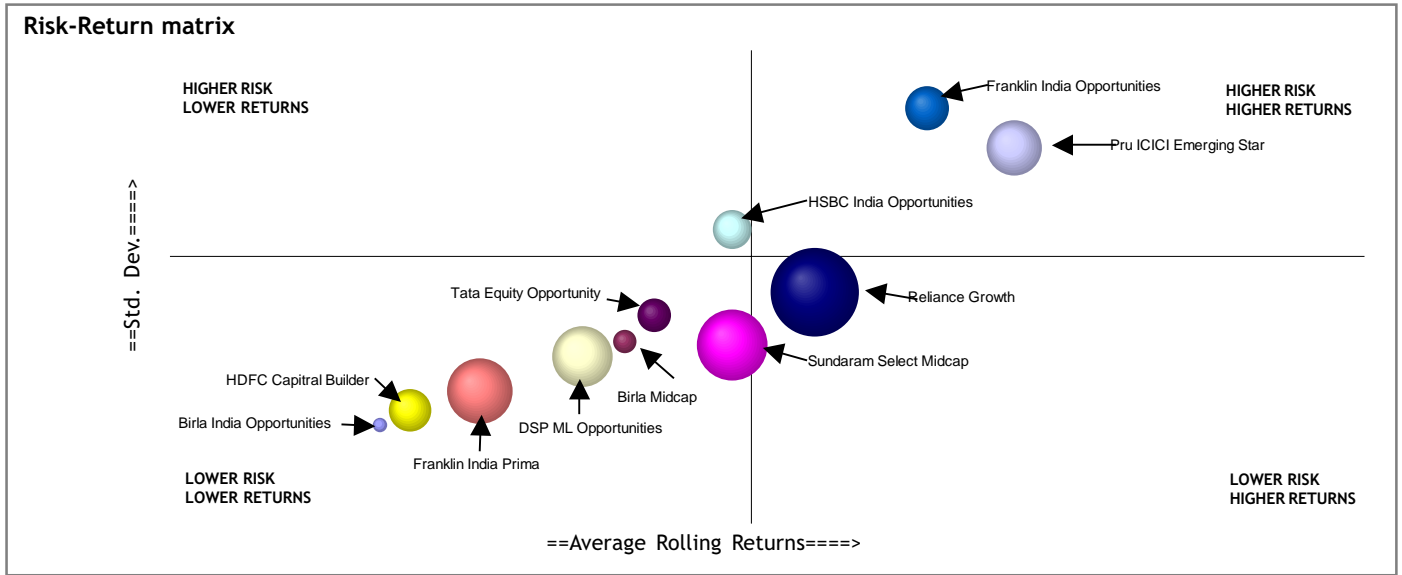 Risk-Return matrix
HIGHER RISK
LOWER RETURNS
Franklin India Opportunities
HIGHER RISK
HIGHER RETURNS
Pru ICICI Emerging Star
HSBC India Opportunities
==Std. Dev.====>
Tata Equity Opportunity
Reliance Growth
Sundaram Select Midcap
HDFC Capitral Builder
Birla Midcap
Birla India Opportunities
DSP ML Opportunities
Franklin India Prima
LOWER RISK
LOWER RETURNS
LOWER RISK
HIGHER RETURNS
==Average Rolling Returns====>